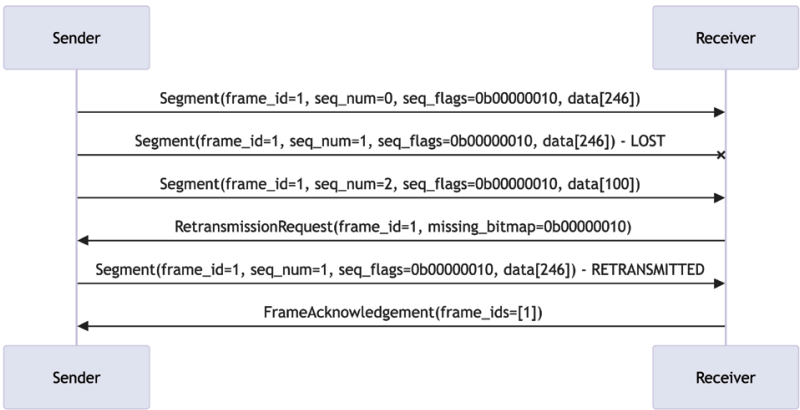 Sender
Receiver
Segment(frame_id=1, seq_num=0, seq_flags=0b00000010, data[246])
Segment(frame_id=1, seq_num=1, seq_flags=0b00000010, data[246]) - LOST
Segment(frame_id=1, seq_num=2, seq_flags=0b00000010, data[100])
RetransmissionRequest(frame_id=1, missing_bitmap=0b00000010)
Segment(frame_id=1, seq_num=1, seq_flags=0b00000010, data[246]) - RETRANSMITTED
FrameAcknowledgement(frame_ids=[1])
Sender
Receiver